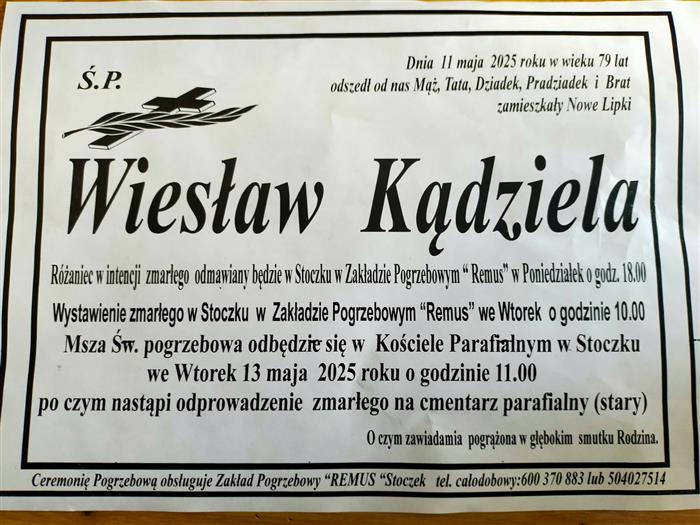 Ś.P.
Dnia 11 maja 2025 roku w wieku 79 lat
odszedł od nas Mąż, Tata, Dziadek, Pradziadek i Brat
zamieszkały Nowe Lipki
Wiesław Kądziela
Różaniec w intencji zmarłego odmawiany będzie w Stoczku w Zakładzie Pogrzebowym “ Remus” w Poniedziałek o godz. 18.00
Wystawienie zmarłego w Stoczku w Zakładzie Pogrzebowym “Remus” we Wtorek o godzinie 10.00
Msza Św. pogrzebowa odbędzie się w Kościele Parafialnym w Stoczku
we Wtorek 13 maja 2025 roku o godzinie 11.00
po czym nastąpi odprowadzenie zmarłego na cmentarz parafialny (stary)
O czym zawiadamia pogrążona w głębokim smutku Rodzina.
Ceremonię Pogrzebową obsługuje Zakład Pogrzebowy “REMUS “Stoczek tel. całodobowy:600 370 883 lub 504027514